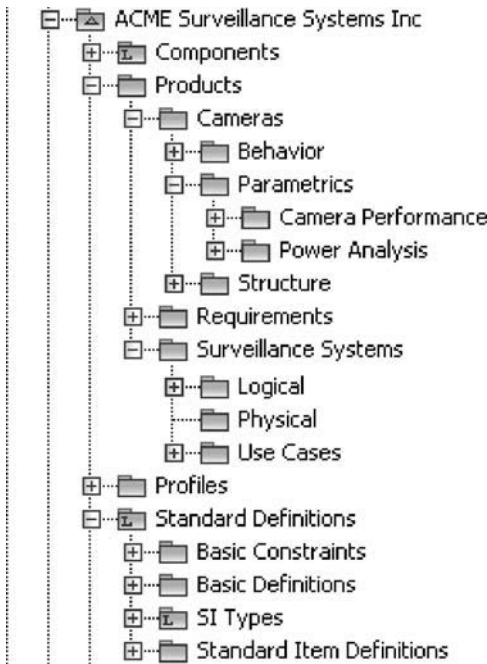 ACME Surveillance Systems Inc
L Components
Products
Cameras
Behavior
Parametrics
Camera Performance
Power Analysis
Structure
Requirements
Surveillance Systems
Logical
Physical
Use Cases
Profiles
L Standard Definitions
Basic Constraints
Basic Definitions
L SI Types
Standard Item Definitions